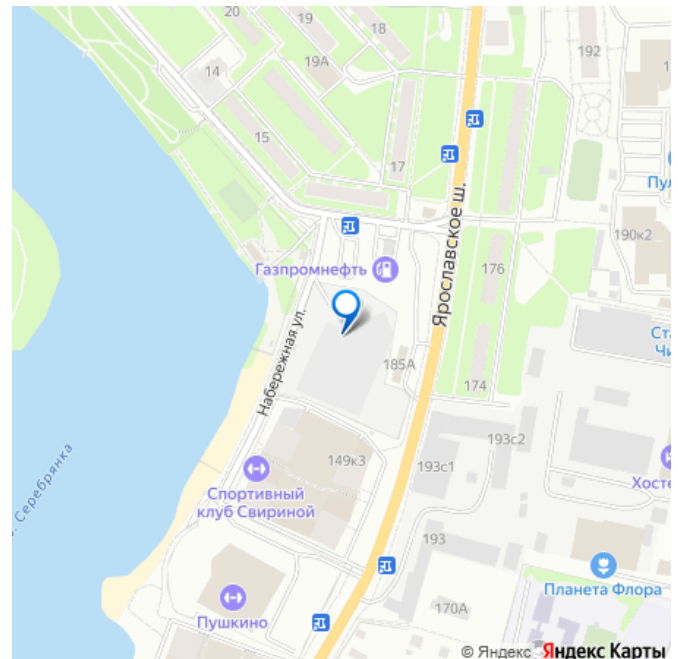 20
19
18
192
14
19А
15
17
Пул
190к2
Газпромнефть
Ярославское ш.
176
Набережная ул.
185А
174
Ста
Чи
149к3
193с2
193с1
Хосте
р. Серебрянка
Спортивный
клуб Свириной
193
Планета Флора
Пушкино
170А
© Яндекс Яндекс Карты